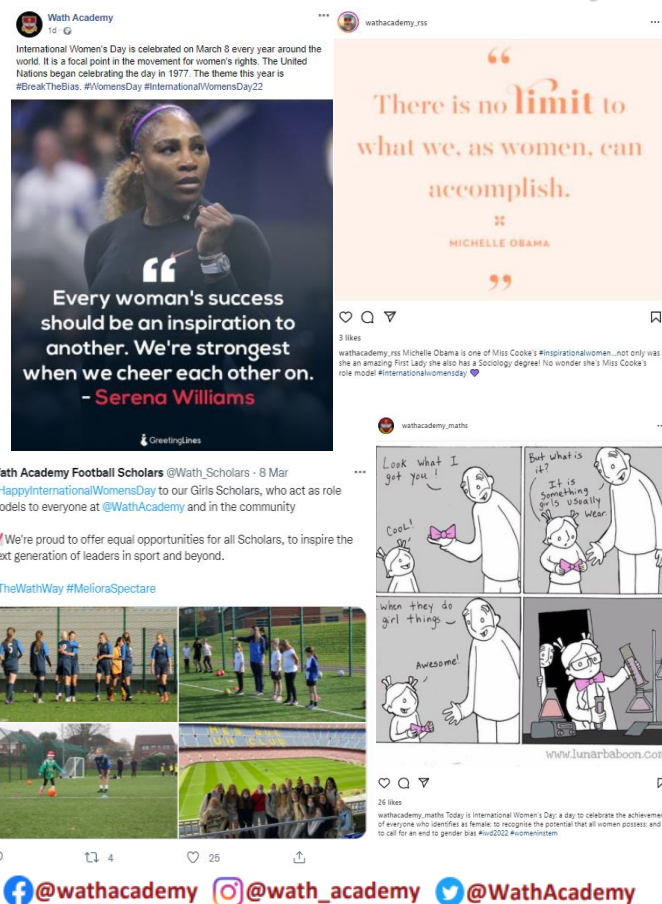 Wath Academy
1d
International Women's Day is celebrated on March 8 every year around the
world. It is a focal point in the movement for women's rights. The United
Nations began celebrating the day in 1977. The theme this year is
#BreakTheBias. #WomensDay #InternationalWomensDay22
Every woman's success
should be an inspiration to
another. We're strongest
when we cheer each other on.
- Serena Williams
GreetingLines
wathacademy_rss
“
There is no limit to
what we, as women, can
accomplish.
MICHELLE OBAMA
”
3 likes
wathacademy_rss Michelle Obama is one of Miss Cooke's #inspirationalwomen...not only was
she an amazing First Lady she also has a Sociology degree! No wonder she's Miss Cooke's
role model #internationalwomensday 💜
ath Academy Football Scholars @Wath_Scholars · 8 Mar
HappyInternationalWomensDay to our Girls Scholars, who act as role
odels to everyone at @WathAcademy and in the community
We're proud to offer equal opportunities for all Scholars, to inspire the
ext generation of leaders in sport and beyond.
TheWathWay #MelioraSpectare
MES QUE
UN CLUB
4
25
wathacademy_maths
Look what I
got you!
Cool!
But what is
it?
It is
something
girls usually
wear.
When they do
girl things
Awesome!
www.lunarbaboon.com
26 likes
wathacademy_maths Today is International Women's Day: a day to celebrate the achievemen
of everyone who identifies as female; to recognise the potential that all women possess; and
to call for an end to gender bias #iwd2022 #womeninstem
@wathacademy @wath_academy @WathAcademy